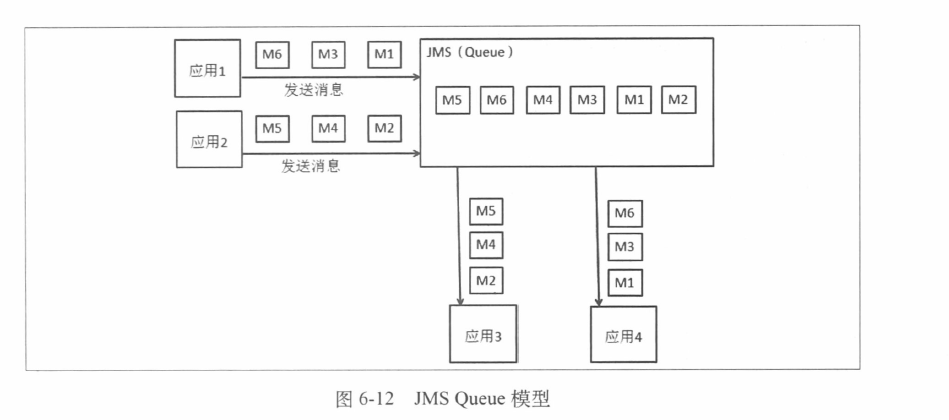 应用1
M6 M3 M1
发送消息
应用2
M5 M4 M2
发送消息
JMS（Queue）
M5 M6 M4 M3 M1 M2
M5
M4
M2
应用3
M6
M3
M1
应用4
图 6-12 JMS Queue 模型